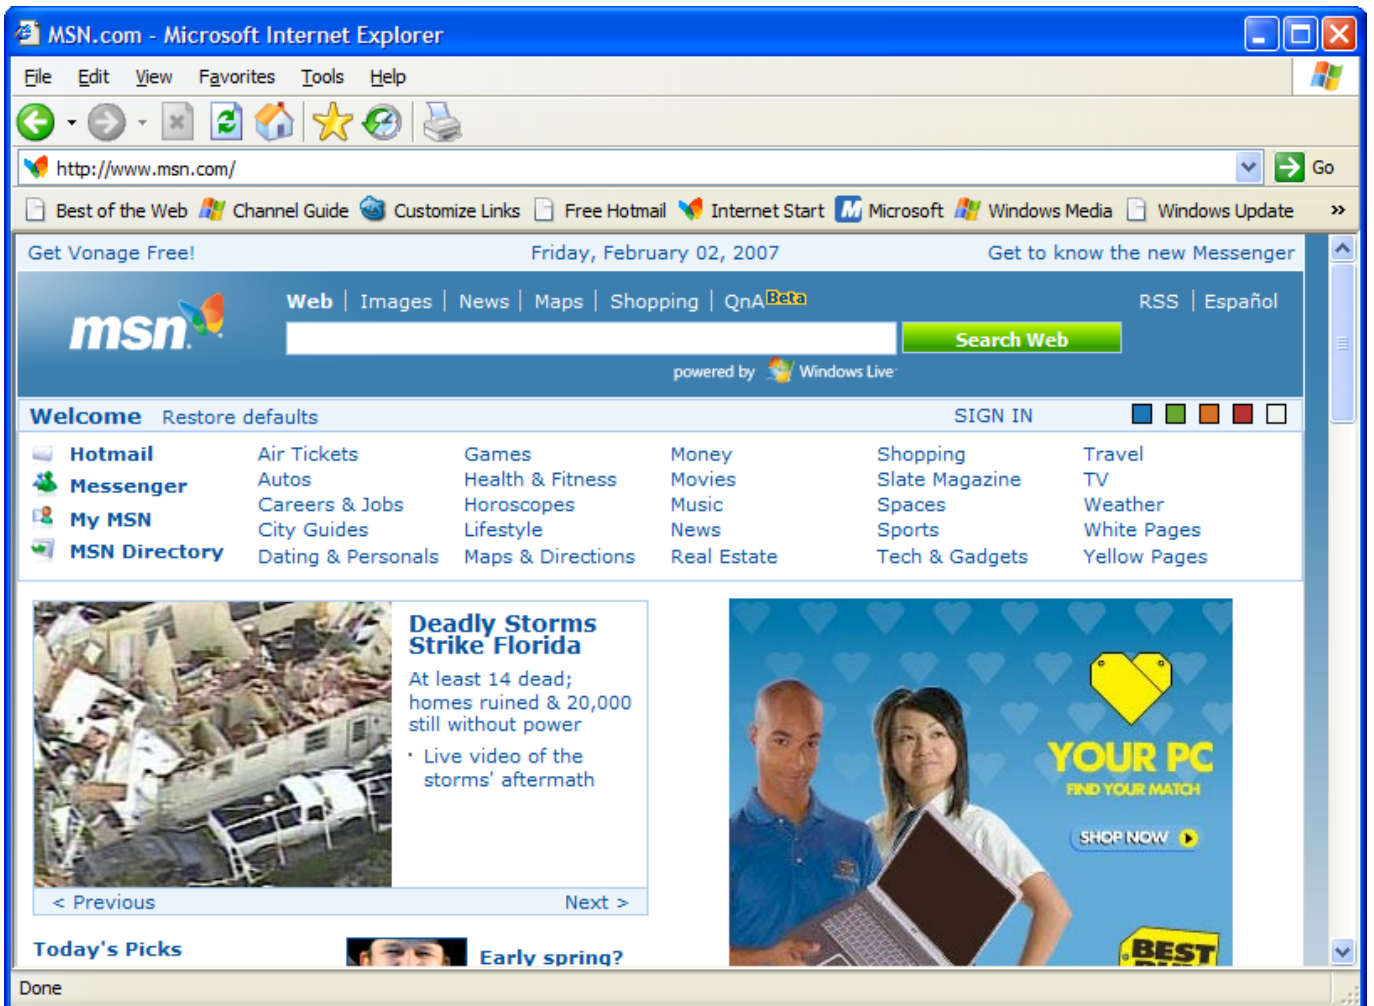 MSN.com - Microsoft Internet Explorer
File Edit View Favorites Tools Help
http://www.msn.com/ Go
Best of the Web Channel Guide Customize Links Free Hotmail Internet Start Microsoft Windows Media Windows Update »
Get Vonage Free! Friday, February 02, 2007 Get to know the new Messenger
Web | Images | News | Maps | Shopping | QnA Beta RSS | Español
msn
Search Web
powered by Windows Live
Welcome Restore defaults SIGN IN
Hotmail
Messenger
My MSN
MSN Directory
Air Tickets Games Money Shopping Travel
Autos Health & Fitness Movies Slate Magazine TV
Careers & Jobs Horoscopes Music Spaces Weather
City Guides Lifestyle News Sports White Pages
Dating & Personals Maps & Directions Real Estate Tech & Gadgets Yellow Pages
Deadly Storms
Strike Florida
At least 14 dead;
homes ruined & 20,000
still without power
· Live video of the
storms' aftermath
< Previous Next >
YOUR PC
FIND YOUR MATCH
SHOP NOW
BEST
BUY
Today's Picks
Early spring?
Done